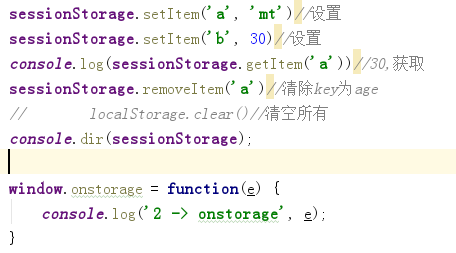 sessionStorage.setItem('a', 'mt')//设置
sessionStorage.setItem('b', 30)//设置
console.log(sessionStorage.getItem('a'))//30,获取
sessionStorage.removeItem('a')//清除key为age
// localStorage.clear()//清空所有
console.dir(sessionStorage);
window.onstorage = function(e) {
console.log('2 -> onstorage', e);
}